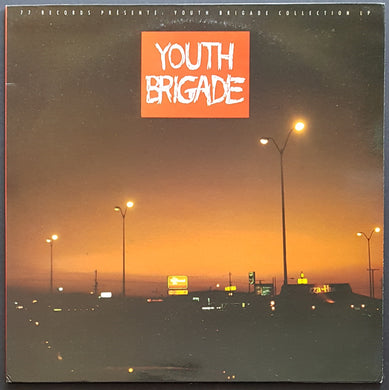 77 RECORDS PRESENTS: YOUTH BRIGADE COLLECTION LP
YOUTH
BRIGADE